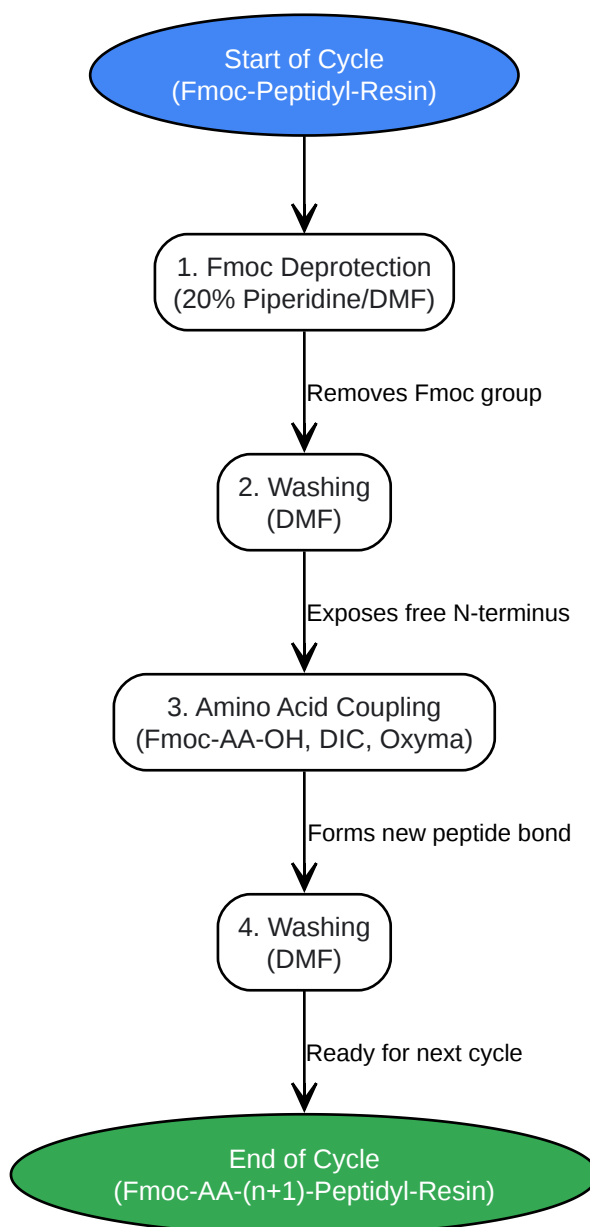 Start of Cycle
(Fmoc-Peptidyl-Resin)
1. Fmoc Deprotection
(20% Piperidine/DMF)
Removes Fmoc group
2. Washing
(DMF)
Exposes free N-terminus
3. Amino Acid Coupling
(Fmoc-AA-OH, DIC, Oxyma)
Forms new peptide bond
4. Washing
(DMF)
Ready for next cycle
End of Cycle
(Fmoc-AA-(n+1)-Peptidyl-Resin)